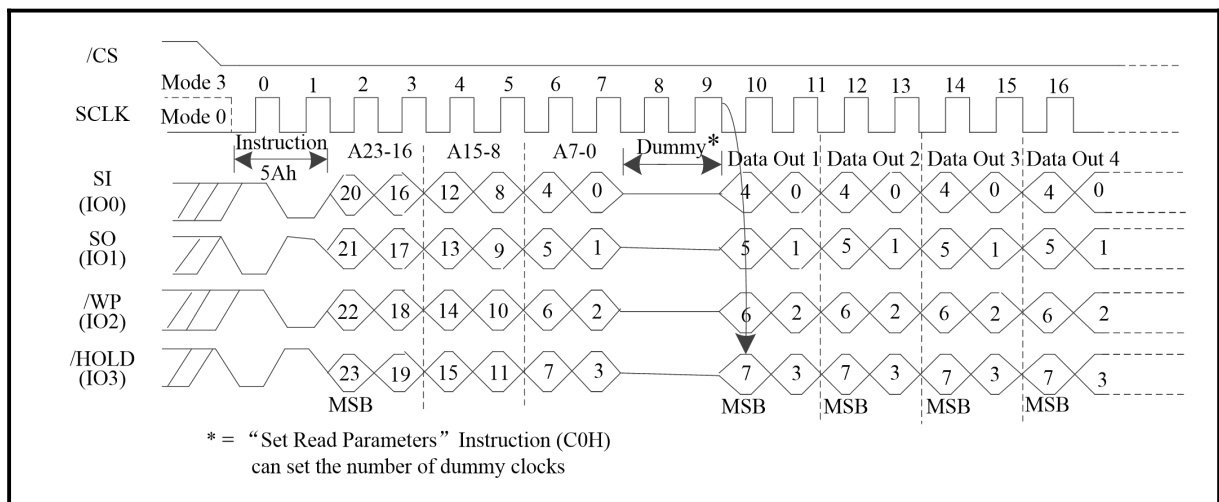 /CS
Mode 3 0 1 2 3 4 5 6 7 8 9 10 11 12 13 14 15 16
SCLK Mode 0
Instruction A23-16 A15-8 A7-0 Dummy* Data Out 1 Data Out 2 Data Out 3 Data Out 4
5Ah
SI
(IO0)
20 16 12 8 4 0 4 0 4 0 4 0 4 0
SO
(IO1)
21 17 13 9 5 1 5 1 5 1 5 1 5 1
/WP
(IO2)
22 18 14 10 6 2 6 2 6 2 6 2 6 2
/HOLD
(IO3)
23 19 15 11 7 3 7 3 7 3 7 3 7 3
MSB MSB MSB MSB MSB
* = “Set Read Parameters” Instruction (C0H)
can set the number of dummy clocks